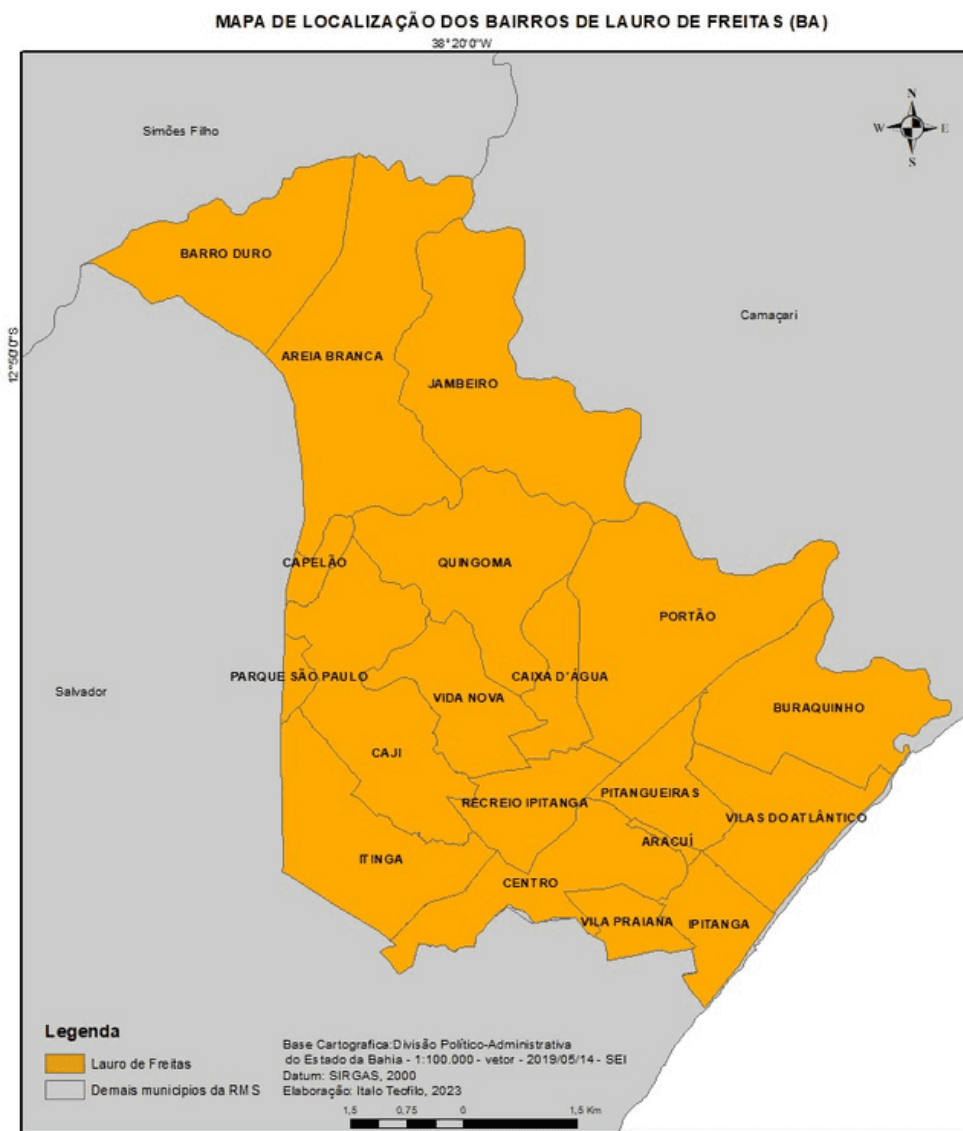 MAPA DE LOCALIZAÇÃO DOS BAIRROS DE LAURO DE FREITAS (BA)
38°20'0"W
N
W E
S
Simões Filho
BARRO DURO
Camaçari
12°50'0"S
AREIA BRANCA
JAMBEIRO
CAPELÃO
QUINGOMA
PORTÃO
PARQUE SÃO PAULO
CAIXA D'ÁGUA
Salvador
VIDA NOVA
BURAQUINHO
CAJI
PITANGUEIRAS
RECREIO IPITANGA
VILAS DO ATLÂNTICO
ARACUÍ
ITINGA
CENTRO
VILA PRAIANA
IPITANGA
Legenda
Lauro de Freitas
Demais municípios da RMS
Base Cartografica:Divisão Político-Administrativa
do Estado da Bahia - 1:100.000 - vetor - 2019/05/14 - SEI
Datum: SIRGAS, 2000
Elaboração: Italo Teofilo, 2023
1,5 0,75 0 1,5 Km